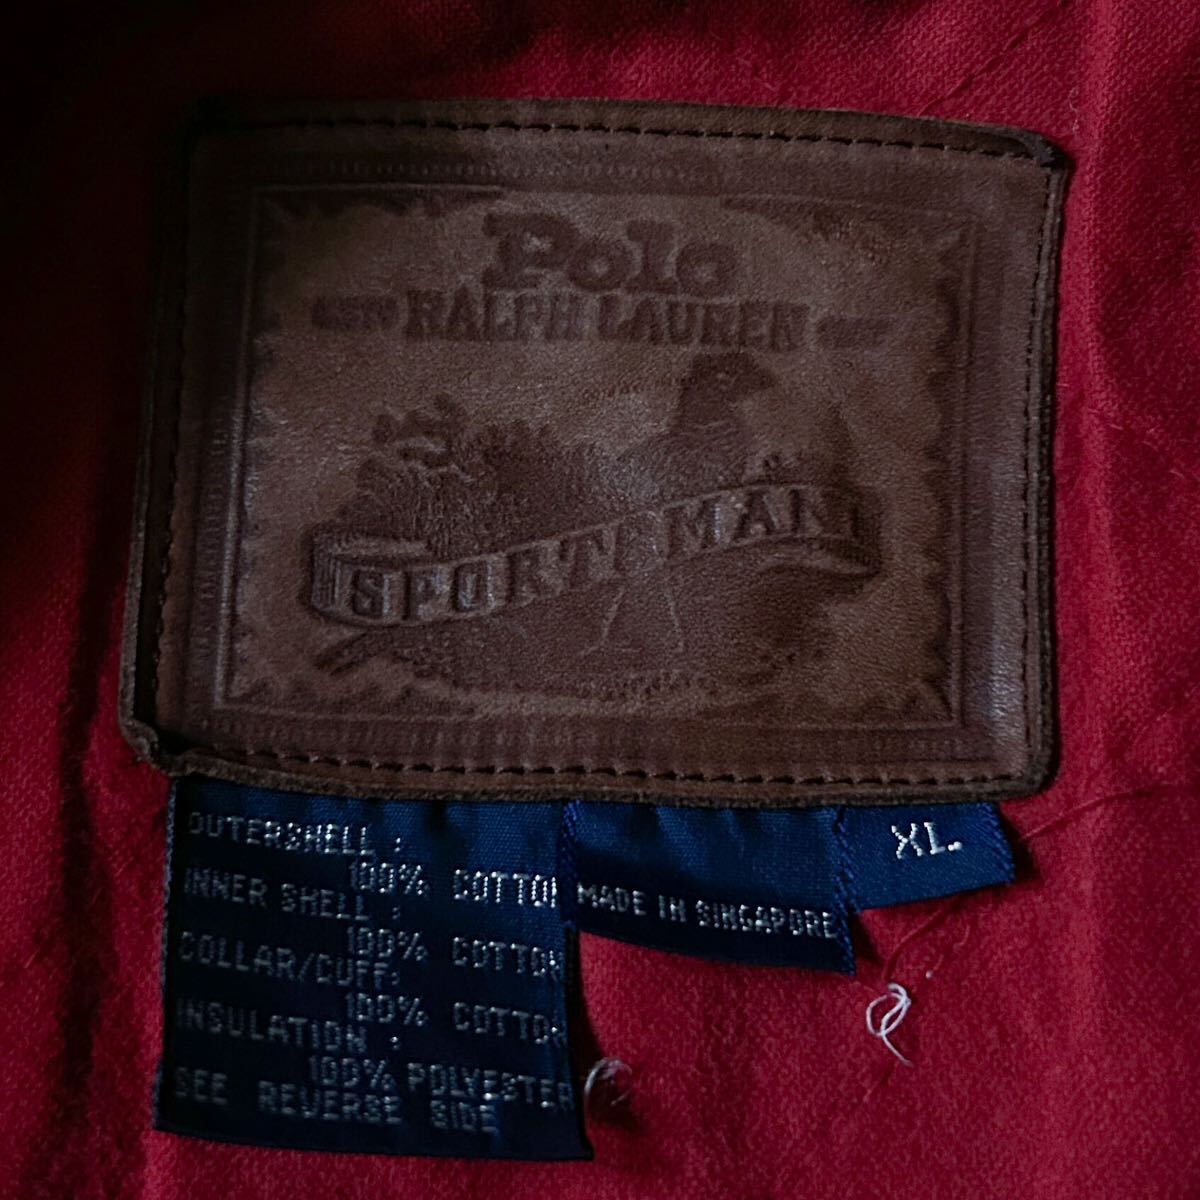 Polo
RALPH LAUREN
SPORTSMAN
OUTERSHELL :
100% COTTON
INNER SHELL :
100% COTTON
COLLAR/CUFF:
100% COTTON
INSULATION :
100% POLYESTER
SEE REVERSE SIDE
MADE IN SINGAPORE
XL